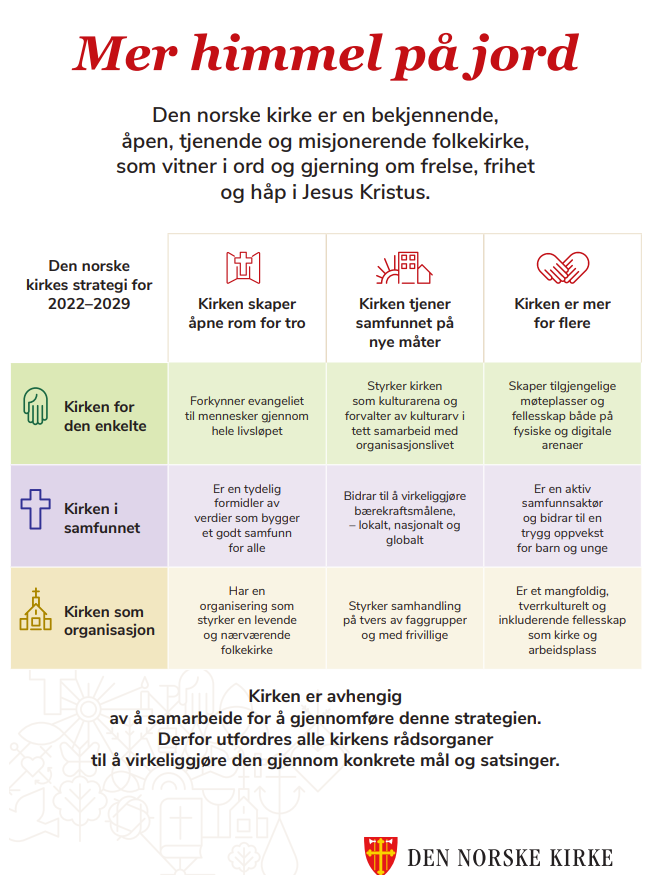 Mer himmel på jord
Den norske kirke er en bekjennende,
åpen, tjenende og misjonerende folkekirke,
som vitner i ord og gjerning om frelse, frihet
og håp i Jesus Kristus.
Den norske
kirkes strategi for
2022–2029
Kirken skaper
åpne rom for tro
Kirken tjener
samfunnet på
nye måter
Kirken er mer
for flere
Kirken for
den enkelte
Forkynner evangeliet
til mennesker gjennom
hele livsløpet
Styrker kirken
som kulturarena og
forvalter av kulturarv i
tett samarbeid med
organisasjonslivet
Skaper tilgjengelige
møteplasser og
fellesskap både på
fysiske og digitale
arenaer
Kirken i
samfunnet
Er en tydelig
formidler av
verdier som bygger
et godt samfunn
for alle
Bidrar til å virkeliggjøre
bærekraftsmålene,
– lokalt, nasjonalt og
globalt
Er en aktiv
samfunnsaktør
og bidrar til en
trygg oppvekst
for barn og unge
Kirken som
organisasjon
Har en
organisering som
styrker en levende
og nærværende
folkekirke
Styrker samhandling
på tvers av faggrupper
og med frivillige
Er et mangfoldig,
tverrkulturelt og
inkluderende fellesskap
som kirke og
arbeidsplass
Kirken er avhengig
av å samarbeide for å gjennomføre denne strategien.
Derfor utfordres alle kirkens rådsorganer
til å virkeliggjøre den gjennom konkrete mål og satsinger.
DEN NORSKE KIRKE